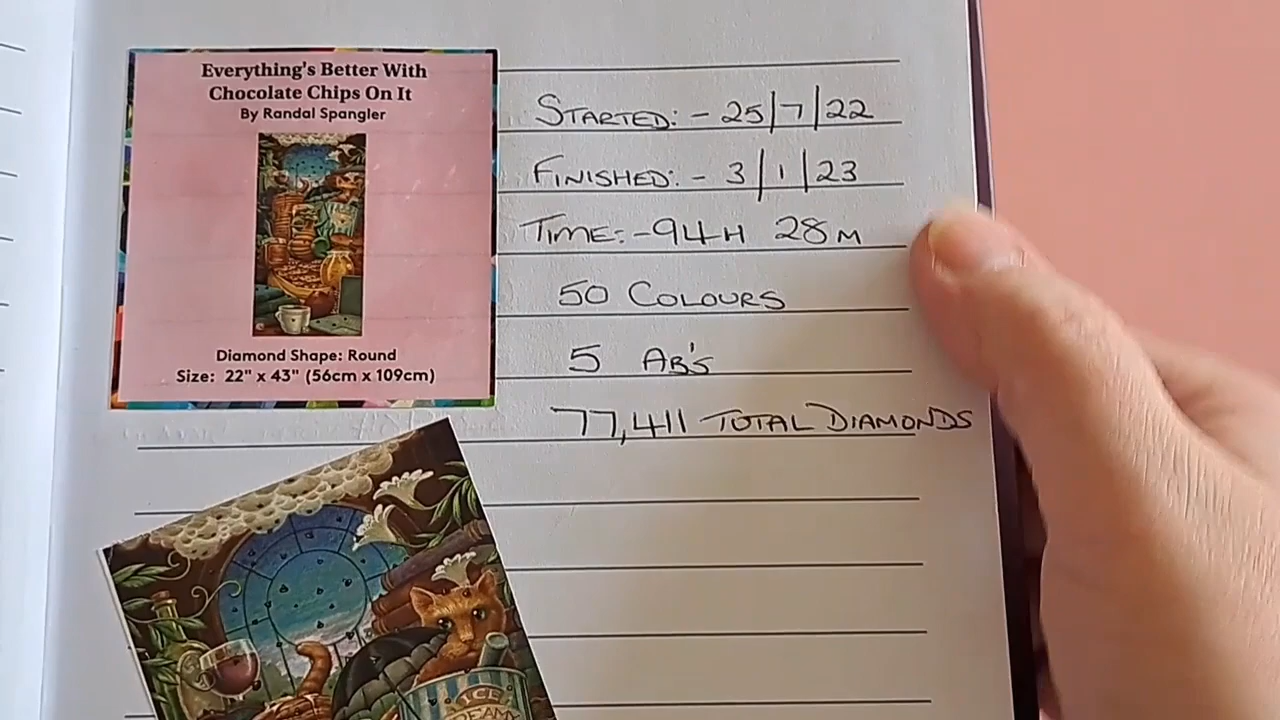 Everything's Better With
Chocolate Chips On It
By Randal Spangler
Diamond Shape: Round
Size: 22" x 43" (56cm x 109cm)
STARTED: - 25/7/22
FINISHED: - 3/1/23
TIME: - 94H 28M
50 COLOURS
5 AB'S
77,411 TOTAL DIAMONDS
ICE